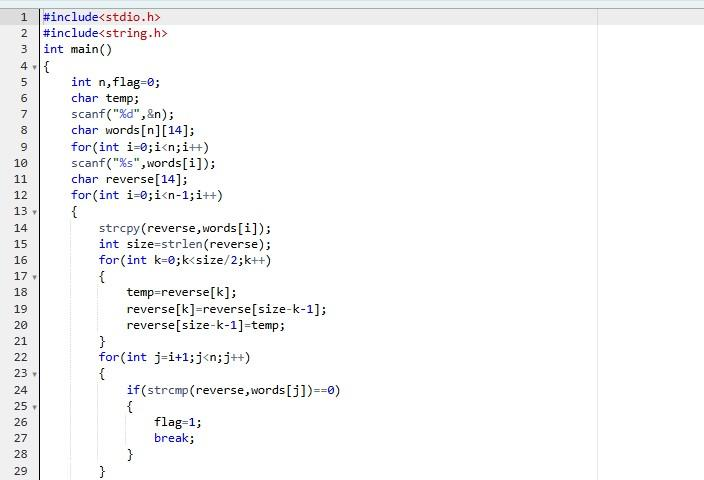 1 #include<stdio.h>
2 #include<string.h>
3 int main()
4 {
5 int n,flag=0;
6 char temp;
7 scanf("%d",&n);
8 char words[n][14];
9 for(int i=0;i<n;i++)
10 scanf("%s",words[i]);
11 char reverse[14];
12 for(int i=0;i<n-1;i++)
13 {
14 strcpy(reverse,words[i]);
15 int size=strlen(reverse);
16 for(int k=0;k<size/2;k++)
17 {
18 temp=reverse[k];
19 reverse[k]=reverse[size-k-1];
20 reverse[size-k-1]=temp;
21 }
22 for(int j=i+1;j<n;j++)
23 {
24 if(strcmp(reverse,words[j])==0)
25 {
26 flag=1;
27 break;
28 }
29 }